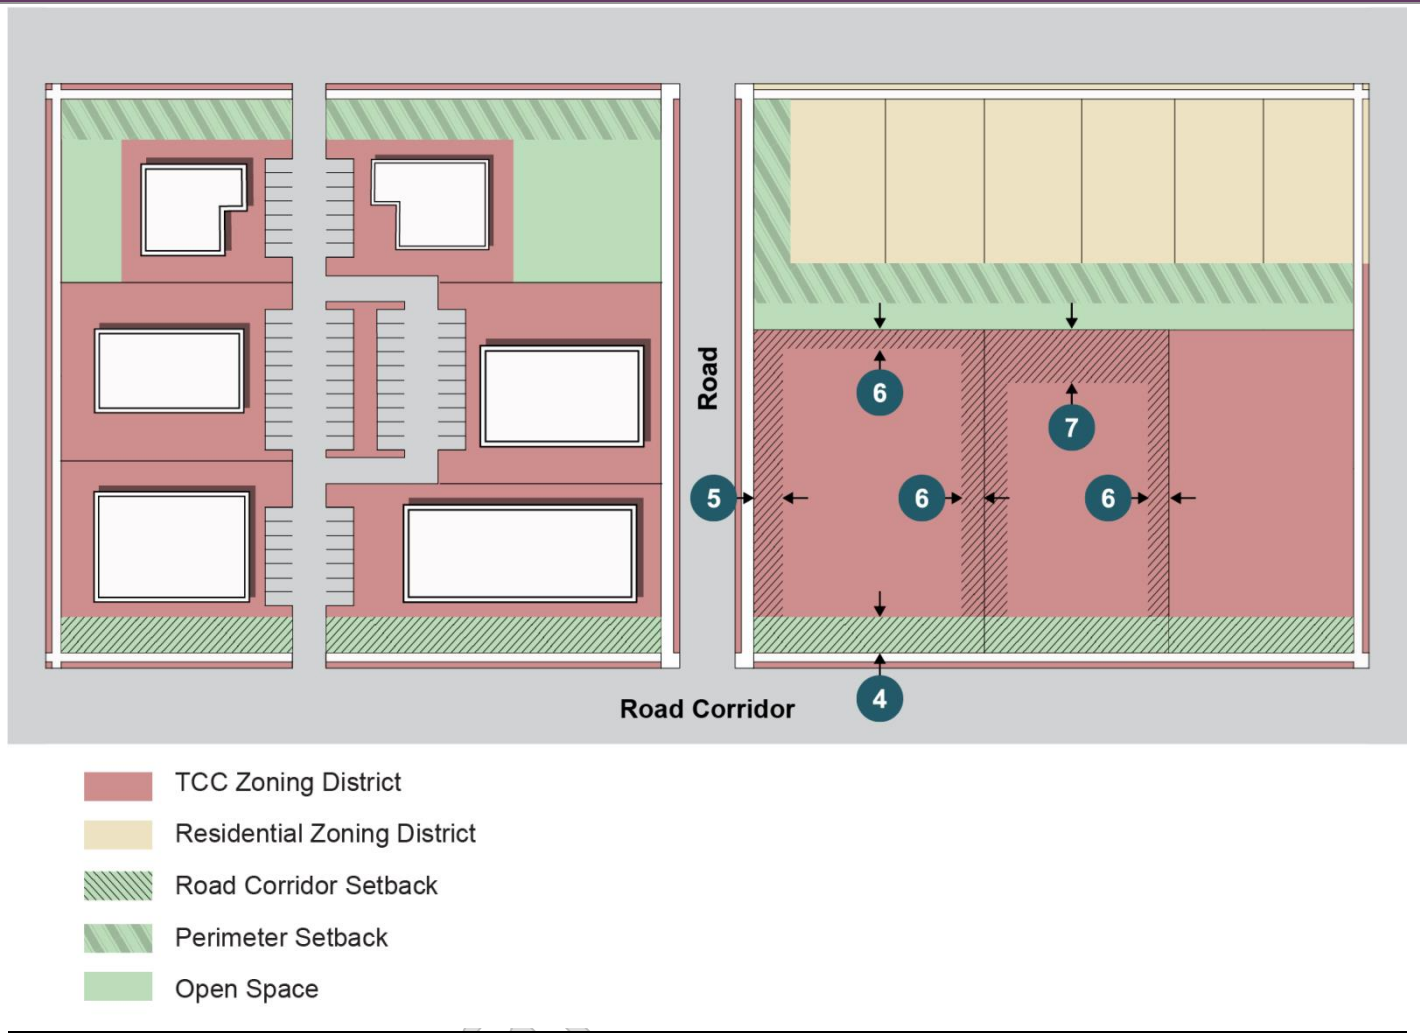 6
7
Road
5
6
6
4
Road Corridor
TCC Zoning District
Residential Zoning District
Road Corridor Setback
Perimeter Setback
Open Space